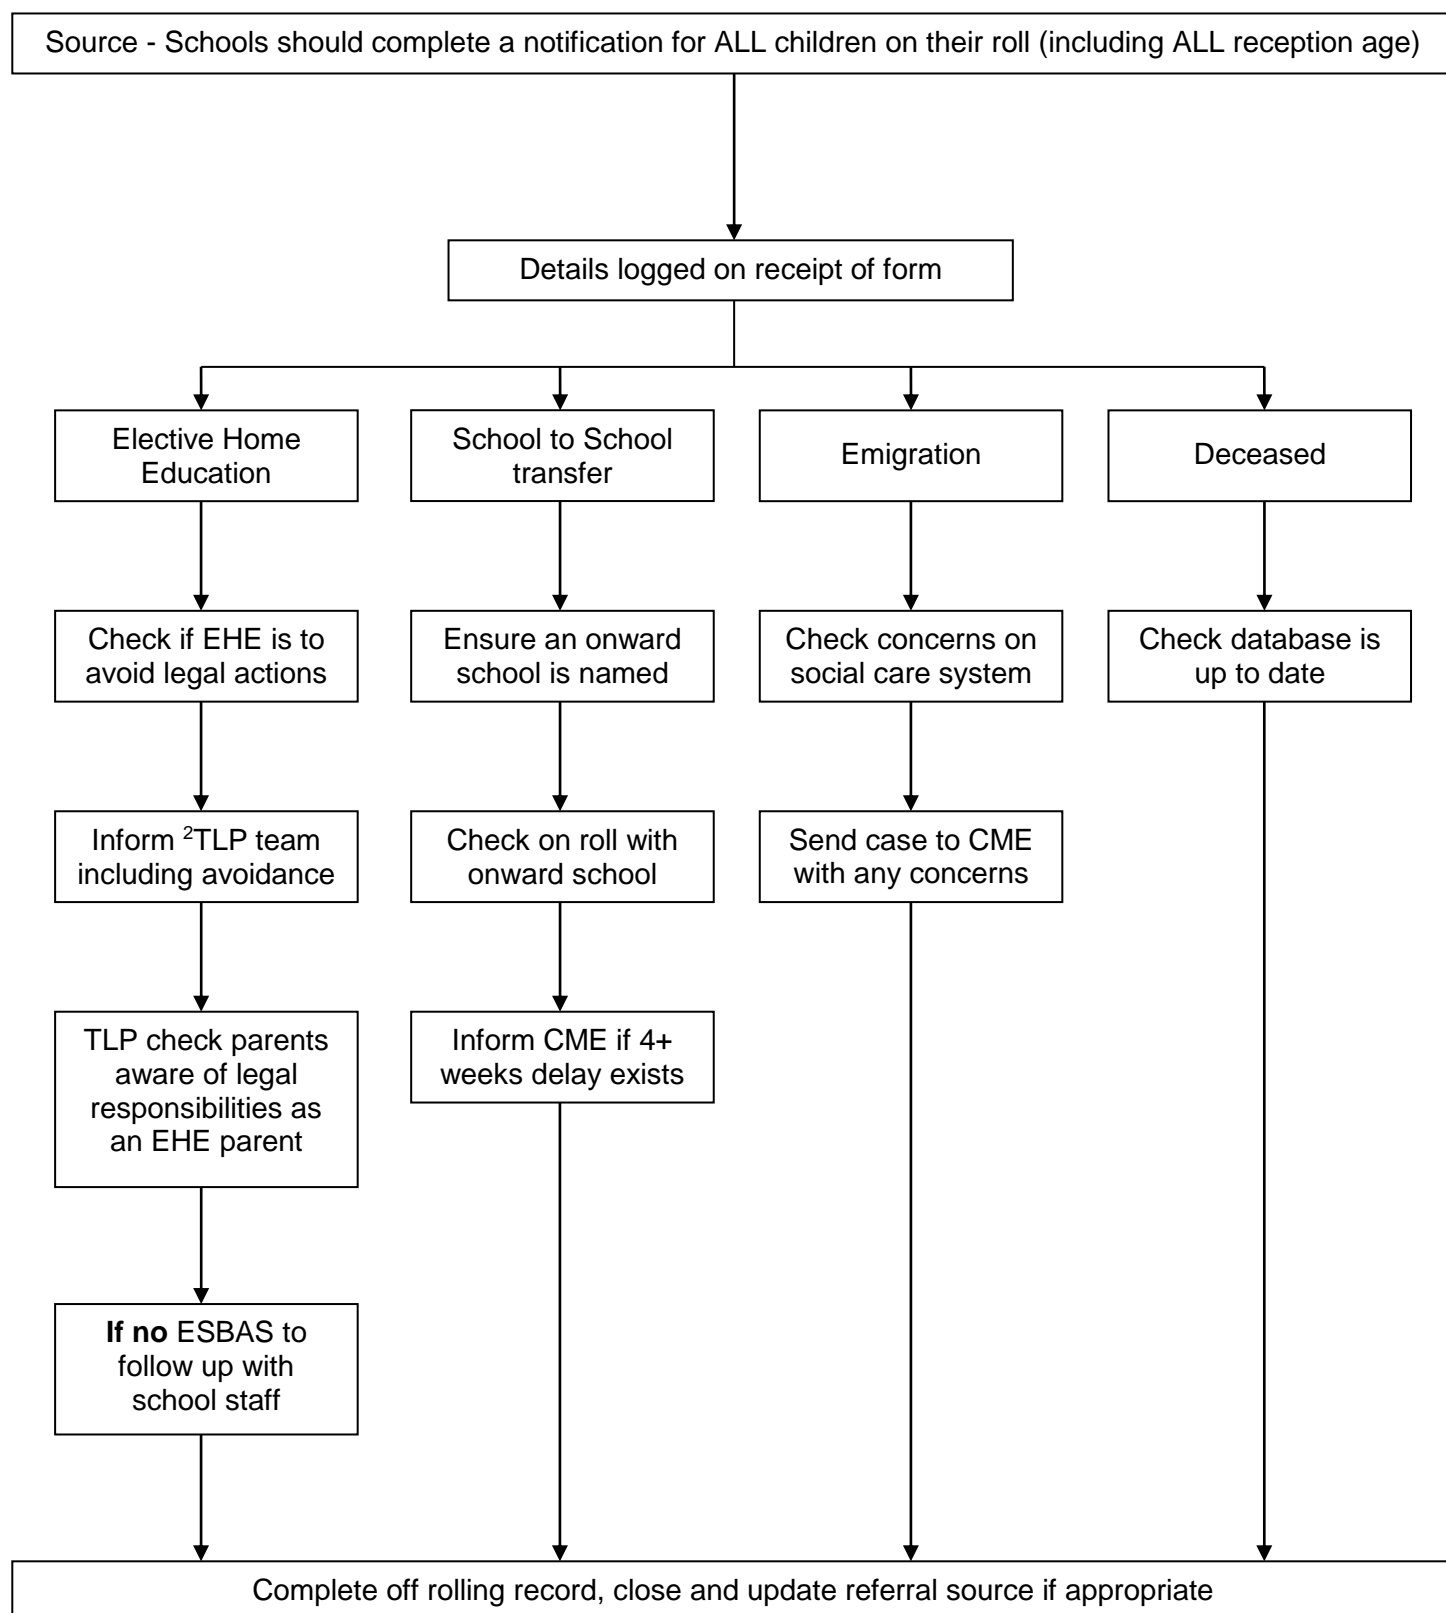 Source - Schools should complete a notification for ALL children on their roll (including ALL reception age)
Details logged on receipt of form
Elective Home
Education
School to School
transfer
Emigration
Deceased
Check if EHE is to
avoid legal actions
Ensure an onward
school is named
Check concerns on
social care system
Check database is
up to date
Inform ²TLP team
including avoidance
Check on roll with
onward school
Send case to CME
with any concerns
TLP check parents
aware of legal
responsibilities as
an EHE parent
Inform CME if 4+
weeks delay exists
If no ESBAS to
follow up with
school staff
Complete off rolling record, close and update referral source if appropriate